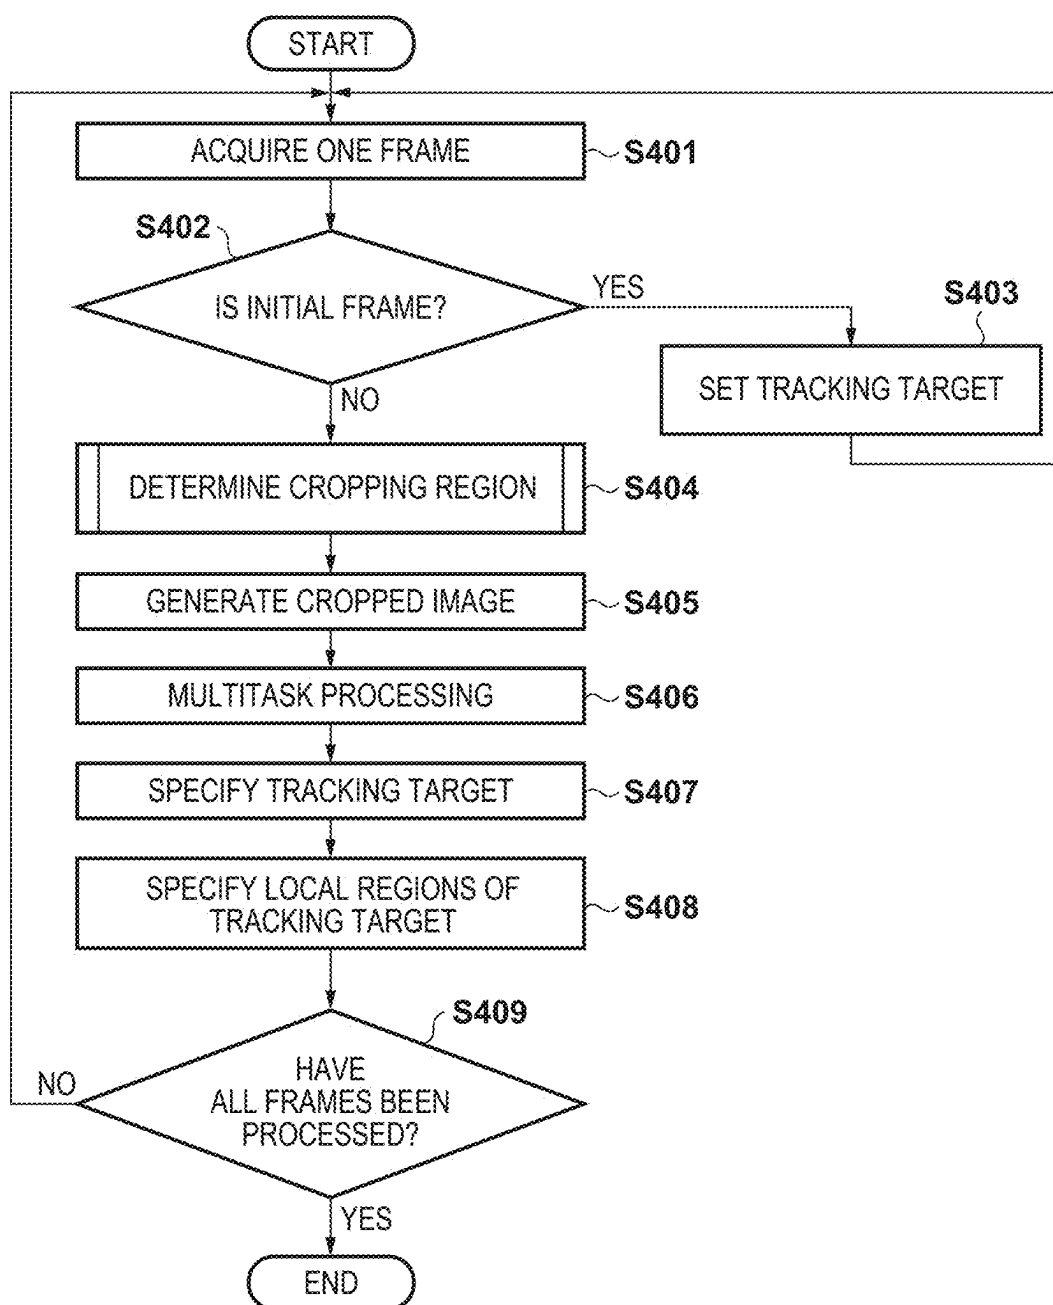 START
ACQUIRE ONE FRAME
S401
S402
IS INITIAL FRAME?
YES
S403
SET TRACKING TARGET
NO
DETERMINE CROPPING REGION
S404
GENERATE CROPPED IMAGE
S405
MULTITASK PROCESSING
S406
SPECIFY TRACKING TARGET
S407
SPECIFY LOCAL REGIONS OF
TRACKING TARGET
S408
S409
HAVE
ALL FRAMES BEEN
PROCESSED?
NO
YES
END